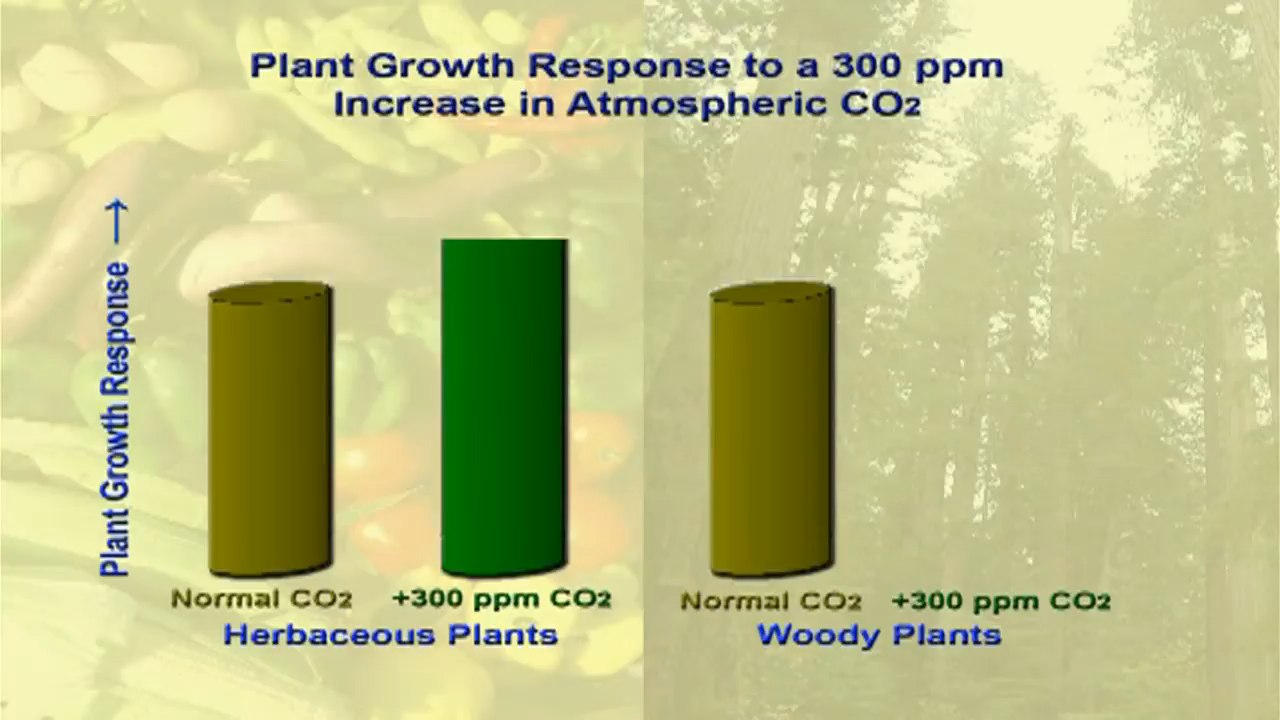 Plant Growth Response to a 300 ppm
Increase in Atmospheric CO2
Plant Growth Response →
Normal CO2
+300 ppm CO2
Herbaceous Plants
Normal CO2
+300 ppm CO2
Woody Plants